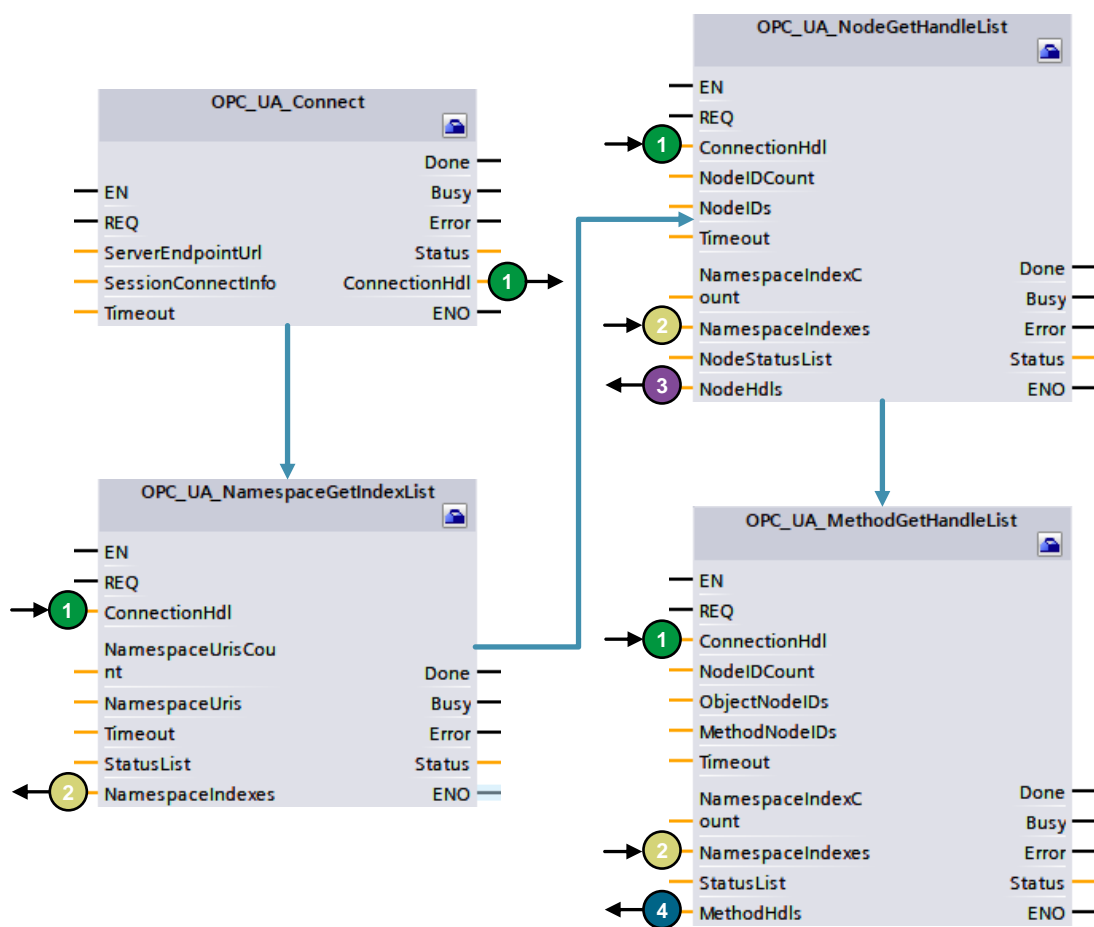 OPC_UA_Connect
Done
EN
Busy
REQ
Error
ServerEndpointUrl
Status
SessionConnectInfo
ConnectionHdl
1
Timeout
ENO
OPC_UA_NamespaceGetIndexList
EN
REQ
1
ConnectionHdl
NamespaceUrisCou
nt
Done
NamespaceUris
Busy
Timeout
Error
StatusList
Status
2
NamespaceIndexes
ENO
OPC_UA_NodeGetHandleList
EN
REQ
1
ConnectionHdl
NodeIDCount
NodeIDs
Timeout
NamespaceIndexC
ount
Done
Busy
2
NamespaceIndexes
Error
NodeStatusList
Status
3
NodeHdls
ENO
OPC_UA_MethodGetHandleList
EN
REQ
1
ConnectionHdl
NodeIDCount
ObjectNodeIDs
MethodNodeIDs
Timeout
NamespaceIndexC
ount
Done
Busy
2
NamespaceIndexes
Error
StatusList
Status
4
MethodHdls
ENO